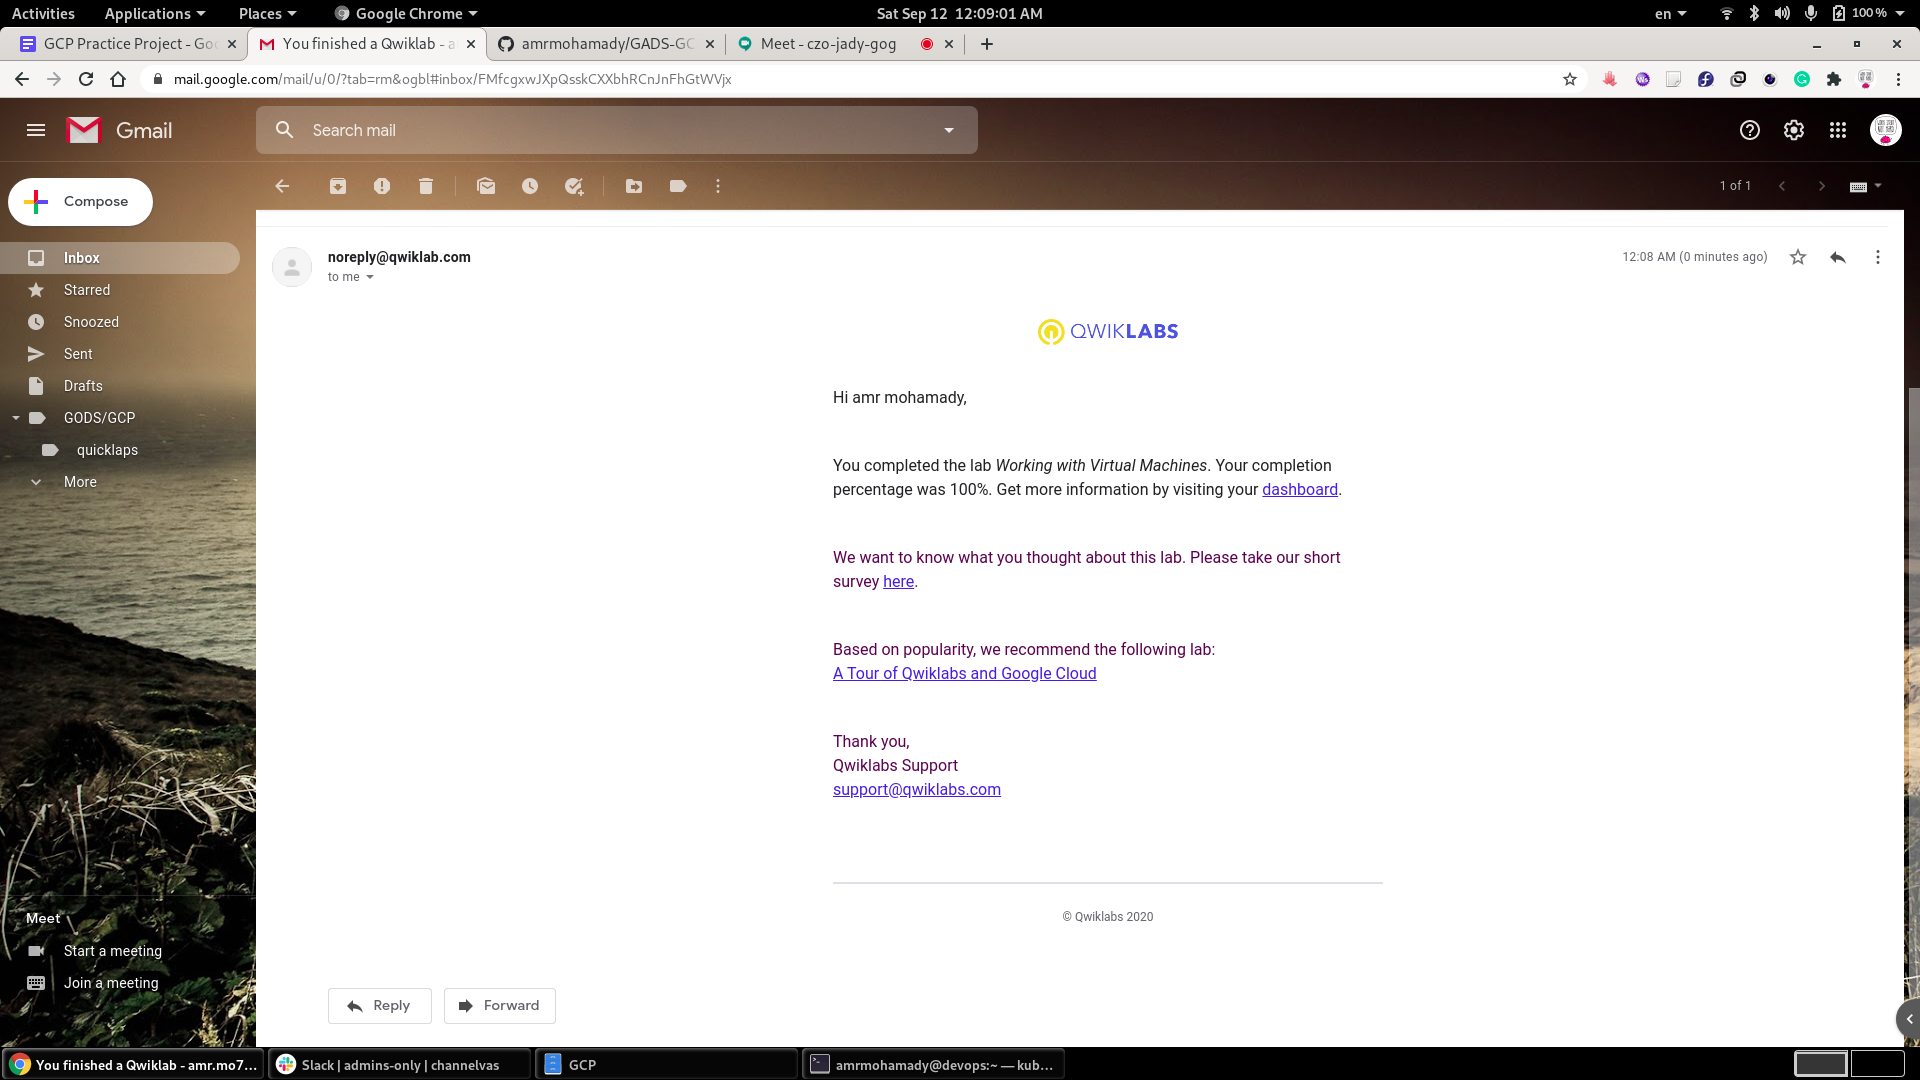 Activities Applications Places Google Chrome Sat Sep 12 12:09:01 AM en 100 %
GCP Practice Project - Goo You finished a Qwiklab - a amrmohamady/GADS-GC Meet - czo-jady-gog
mail.google.com/mail/u/0/?tab=rm&ogbl#inbox/FMfcgxwJXpQsskCXXbhRCnJnFhGtWVjx
Gmail Search mail
Compose
1 of 1
Inbox
Starred
Snoozed
Sent
Drafts
GODS/GCP
quicklaps
More
noreply@qwiklab.com
to me
12:08 AM (0 minutes ago)
QWIKLABS
Hi amr mohamady,
You completed the lab Working with Virtual Machines. Your completion
percentage was 100%. Get more information by visiting your dashboard.
We want to know what you thought about this lab. Please take our short
survey here.
Based on popularity, we recommend the following lab:
A Tour of Qwiklabs and Google Cloud
Thank you,
Qwiklabs Support
support@qwiklabs.com
© Qwiklabs 2020
Meet
Start a meeting
Join a meeting
Reply Forward
You finished a Qwiklab - amr.mo7... Slack | admins-only | channelvas GCP amrmohamady@devops:~ — kub...